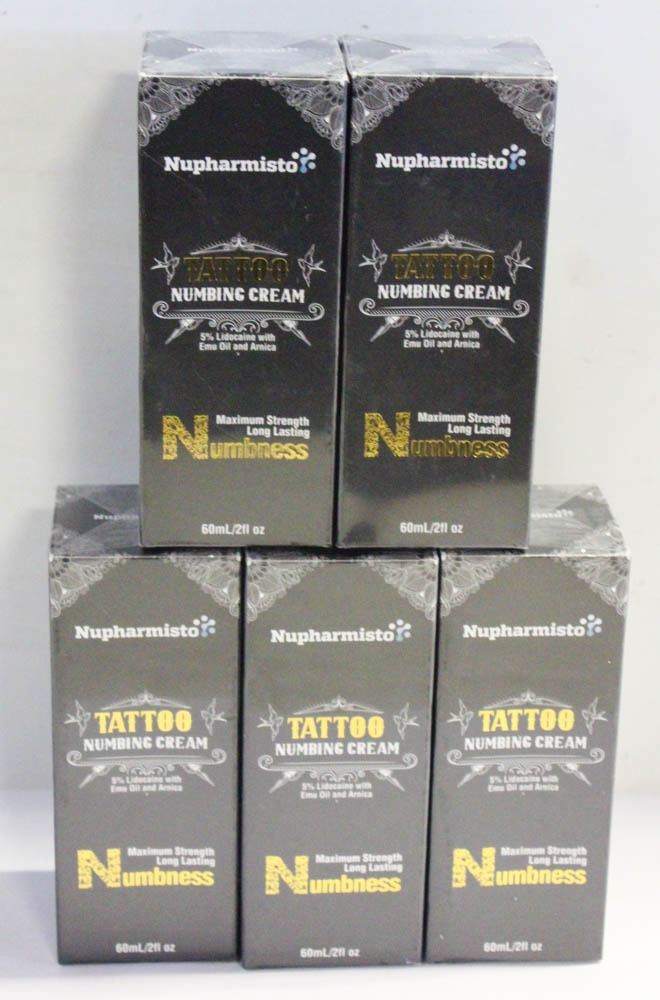 Nupharmisto
TATTOO
NUMBING CREAM
5% Lidocaine with
Emu Oil and Arnica
Maximum Strength
Long Lasting
Numbness
60mL/2fl oz
Nupharmisto
TATTOO
NUMBING CREAM
5% Lidocaine with
Emu Oil and Arnica
Maximum Strength
Long Lasting
Numbness
60mL/2fl oz
Nupharmisto
TATTOO
NUMBING CREAM
5% Lidocaine with
Emu Oil and Arnica
Maximum Strength
Long Lasting
Numbness
60mL/2fl oz
Nupharmisto
TATTOO
NUMBING CREAM
5% Lidocaine with
Emu Oil and Arnica
Maximum Strength
Long Lasting
Numbness
60mL/2fl oz
Nupharmisto
TATTOO
NUMBING CREAM
5% Lidocaine with
Emu Oil and Arnica
Maximum Strength
Long Lasting
Numbness
60mL/2fl oz